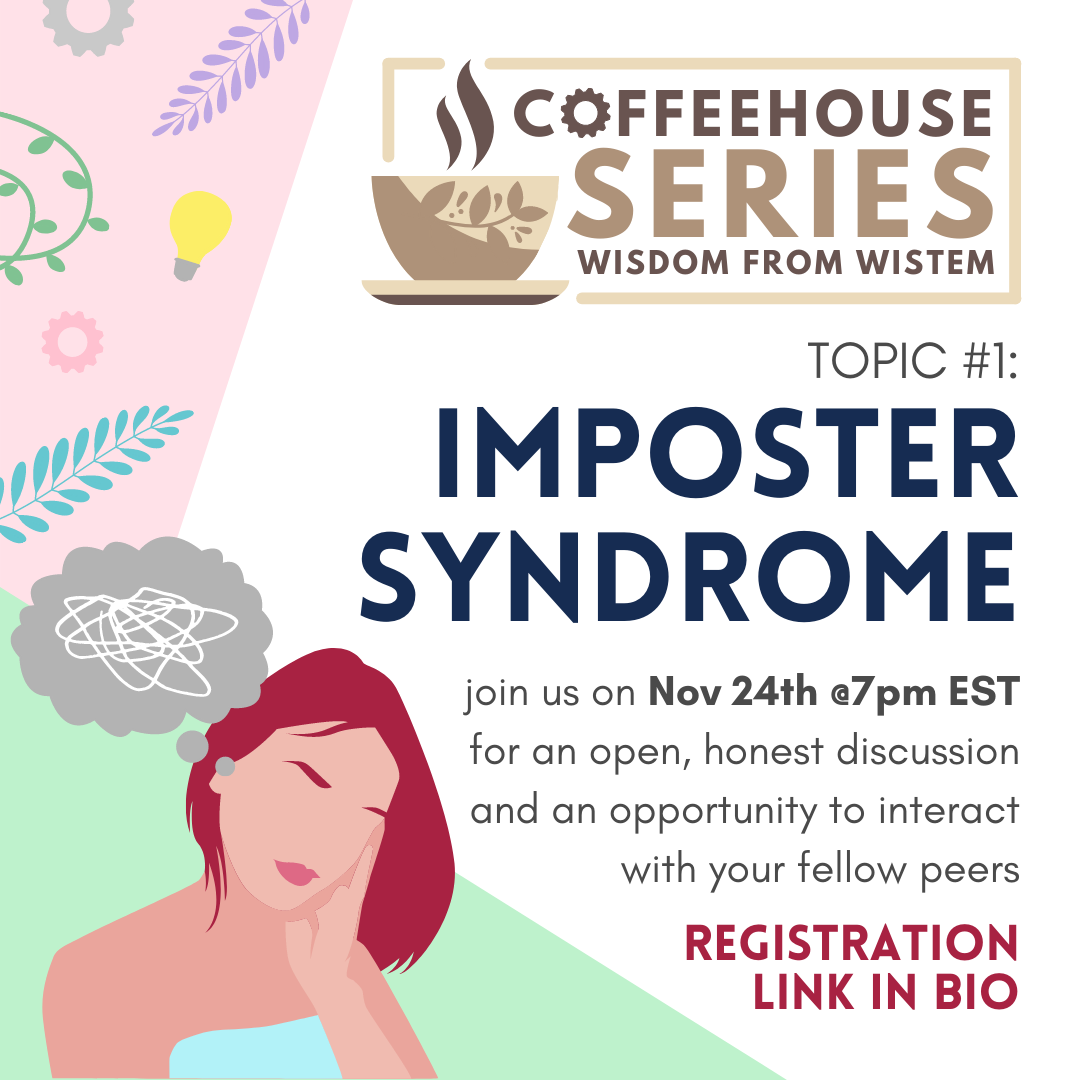 COFFEEHOUSE
SERIES
WISDOM FROM WISTEM
TOPIC #1:
IMPOSTER
SYNDROME
join us on Nov 24th @7pm EST
for an open, honest discussion
and an opportunity to interact
with your fellow peers
REGISTRATION
LINK IN BIO